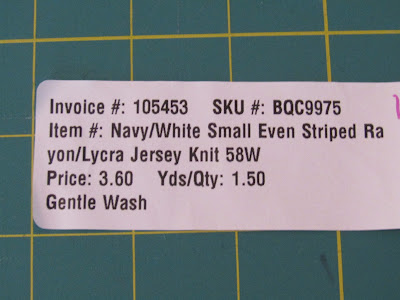 Invoice #: 105453 SKU #: BQC9975
Item #: Navy/White Small Even Striped Ra
yon/Lycra Jersey Knit 58W
Price: 3.60 Yds/Qty: 1.50
Gentle Wash